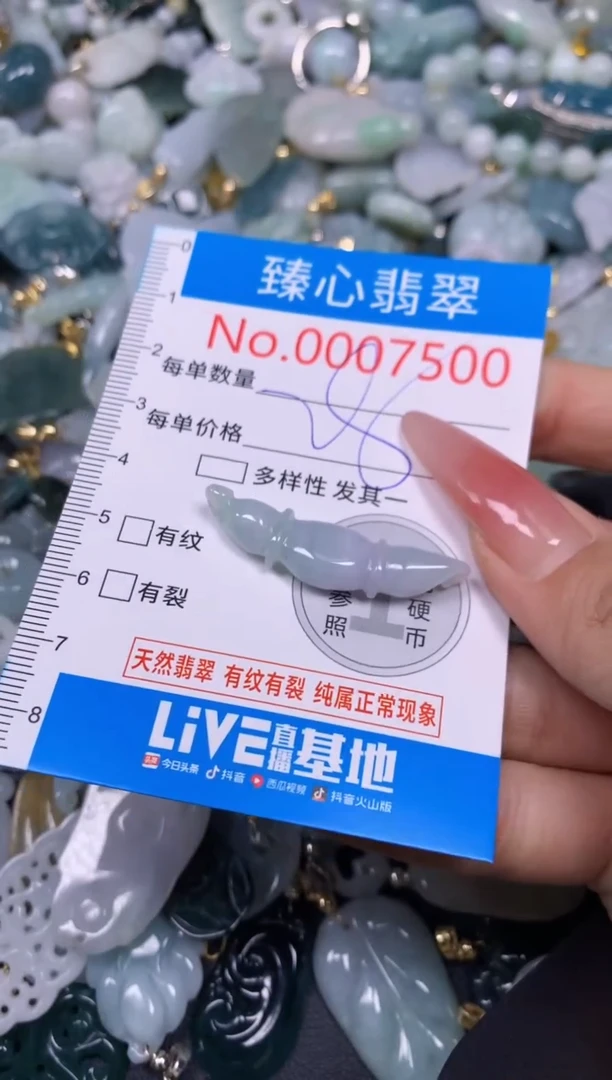 0
臻心翡翠
1
No.0007500
2
每单数量
3
每单价格
4
多样性 发其一
5
有纹
6
有裂
参 硬
照 1 币
7
天然翡翠 有纹有裂 纯属正常现象
8
LiVE直播基地
今日头条 抖音 西瓜视频 抖音火山版